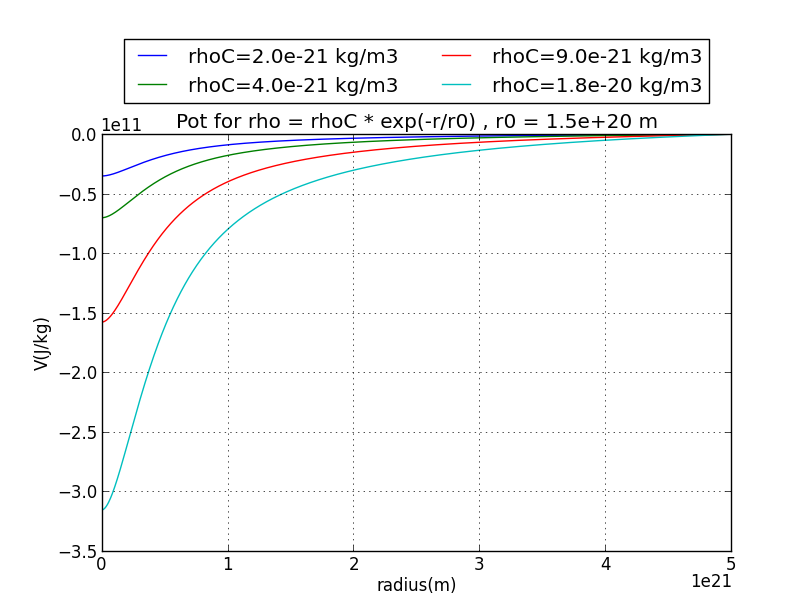 rhoC=2.0e-21 kg/m3 rhoC=9.0e-21 kg/m3
rhoC=4.0e-21 kg/m3 rhoC=1.8e-20 kg/m3
1e11
Pot for rho = rhoC * exp(-r/r0) , r0 = 1.5e+20 m
0.0
−0.5
−1.0
−1.5
−2.0
−2.5
−3.0
−3.5
V(J/kg)
0 1 2 3 4 5
1e21
radius(m)